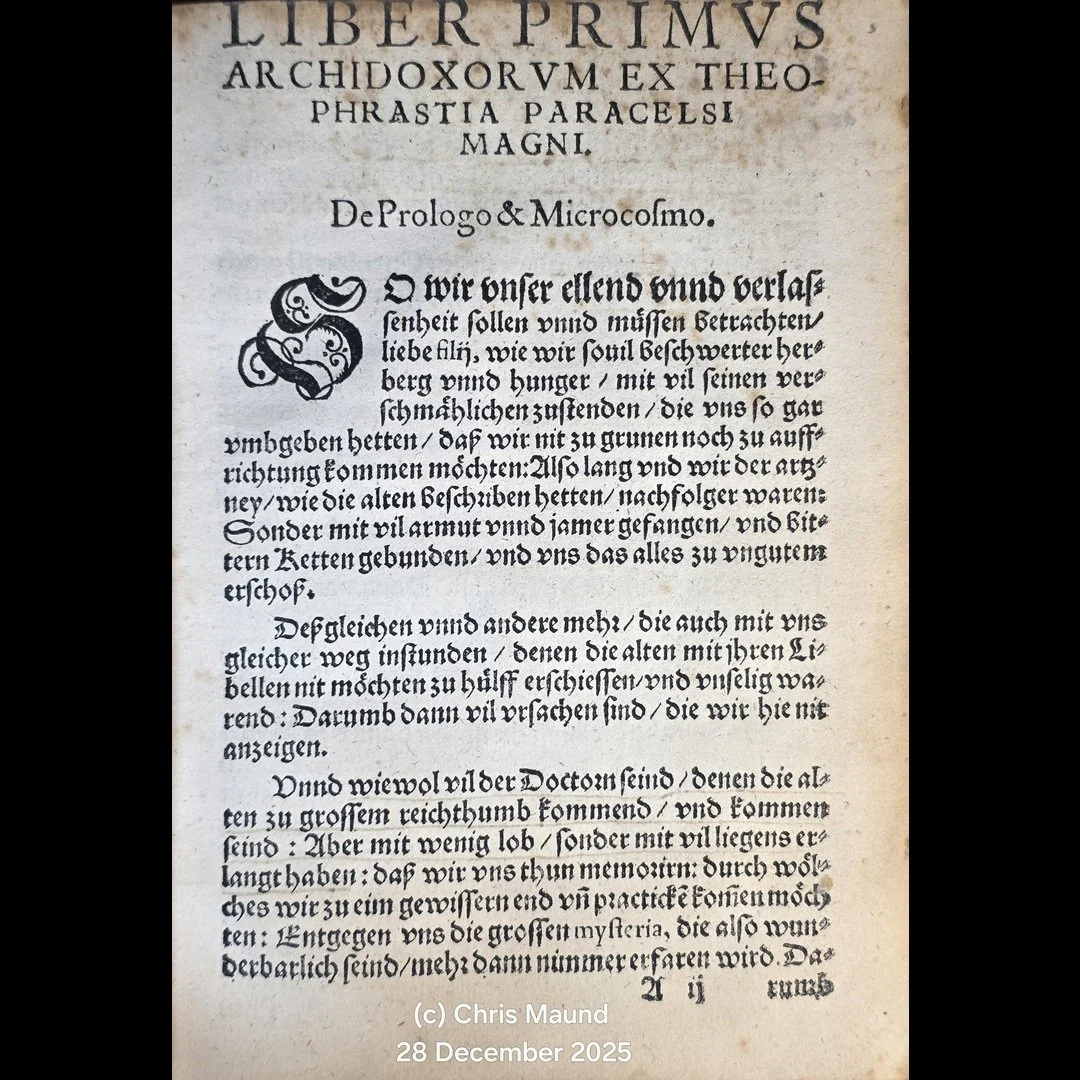 LIBER PRIMVS
ARCHIDOXORVM EX THEO-
PHRASTIA PARACELSI
MAGNI.
De Prologo & Microcoſmo.
SO wir vnſer ellend vnnd verlaſ⸗
ſenheit ſollen vnnd müſſen betrachten/
liebe filij, wie wir ſouil beſchwerter her⸗
berg vnnd hunger / mit vil ſeinen ver⸗
ſchmählichen zuſtenden / die vns ſo gar
vmbgeben hetten / daß wir nit zu grunen noch zu auff⸗
richtung kommen möchten: Alſo lang vnd wir der artz⸗
ney/ wie die alten beſchriben hetten/ nachfolger waren:
Sonder mit vil armut vnnd jamer gefangen/ vnd bit⸗
tern Ketten gebunden/ vnd vns das alles zu vngutem
erſchoß.
Deßgleichen vnnd andere mehr / die auch mit vns
gleicher weg inſtunden / denen die alten mit jhren Li⸗
bellen nit möchten zu hülff erſchieſſen/ vnd vnſelig wa⸗
rend : Darumb dann vil vrſachen ſind / die wir hie nit
anzeigen.
Vnnd wiewol vil der Doctorn ſeind / denen die al⸗
ten zu groſſem reichthumb kommend / vnd kommen
ſeind : Aber mit wenig lob / ſonder mit vil liegens er⸗
langt haben : daß wir vns thun memorirn: durch wöl⸗
ches wir zu eim gewiſſern end vñ practickẽ kom̃en möch
ten : Entgegen vns die groſſen myſteria, die alſo wun⸗
derbarlich ſeind/ mehr dann nimmer erfaren wird. Da⸗
A ij rumb
(c) Chris Maund
28 December 2025